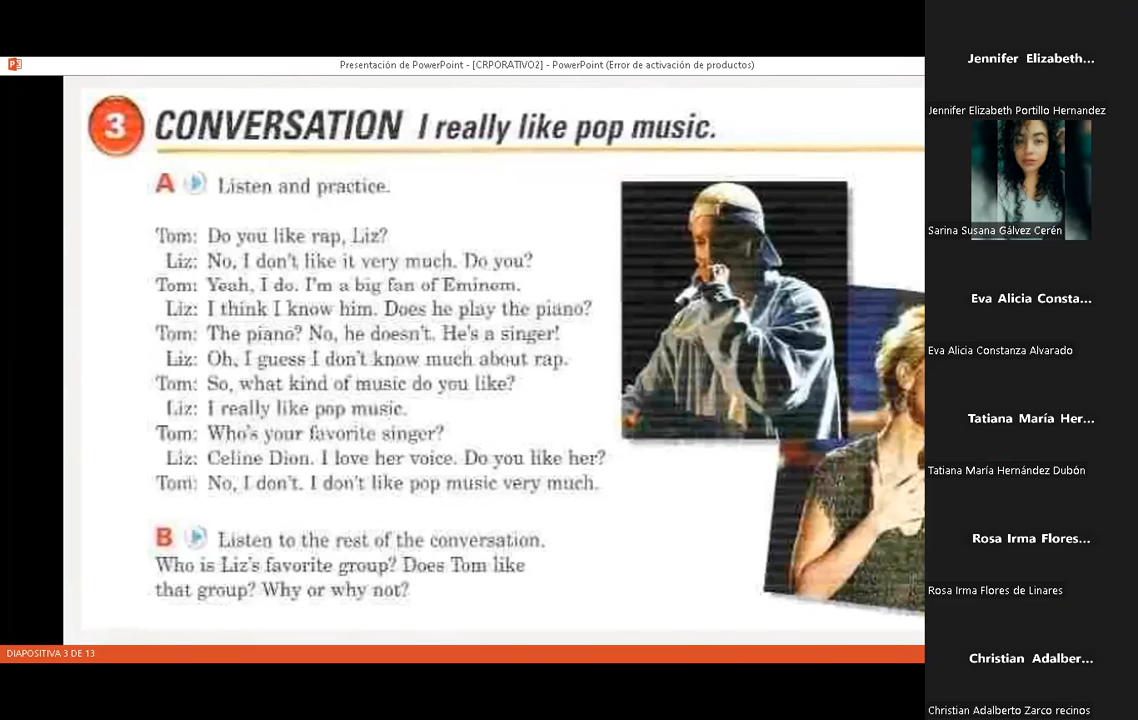 Presentación de PowerPoint - [CRPORATIVO2] - PowerPoint (Error de activación de productos)
3 CONVERSATION I really like pop music.
A Listen and practice.
Tom: Do you like rap, Liz?
Liz: No, I don't like it very much. Do you?
Tom: Yeah, I do. I'm a big fan of Eminem.
Liz: I think I know him. Does he play the piano?
Tom: The piano? No, he doesn't. He's a singer!
Liz: Oh, I guess I don't know much about rap.
Tom: So, what kind of music do you like?
Liz: I really like pop music.
Tom: Who's your favorite singer?
Liz: Celine Dion. I love her voice. Do you like her?
Tom: No, I don't. I don't like pop music very much.
B Listen to the rest of the conversation.
Who is Liz's favorite group? Does Tom like
that group? Why or why not?
DIAPOSITIVA 3 DE 13
Jennifer Elizabeth...
Jennifer Elizabeth Portillo Hernandez
Sarina Susana Gálvez Cerén
Eva Alicia Consta...
Eva Alicia Constanza Alvarado
Tatiana María Her...
Tatiana María Hernández Dubón
Rosa Irma Flores...
Rosa Irma Flores de Linares
Christian Adalber...
Christian Adalberto Zarco recinos